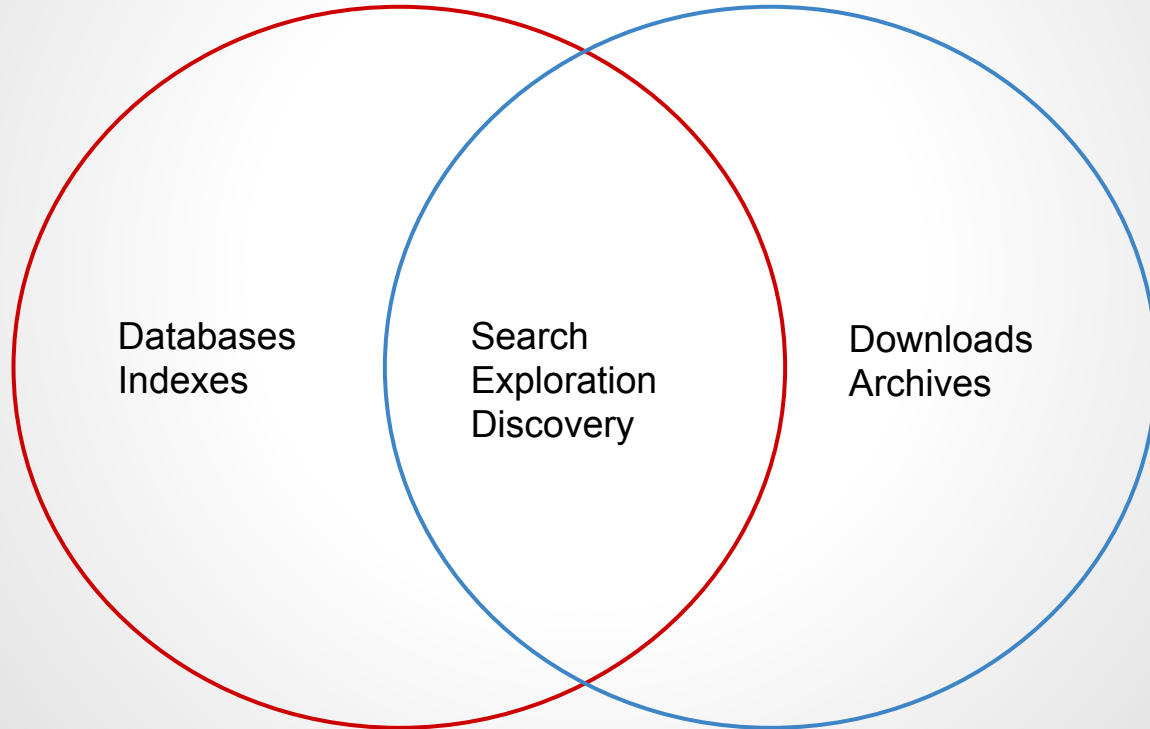 Databases
Indexes
Search
Exploration
Discovery
Downloads
Archives